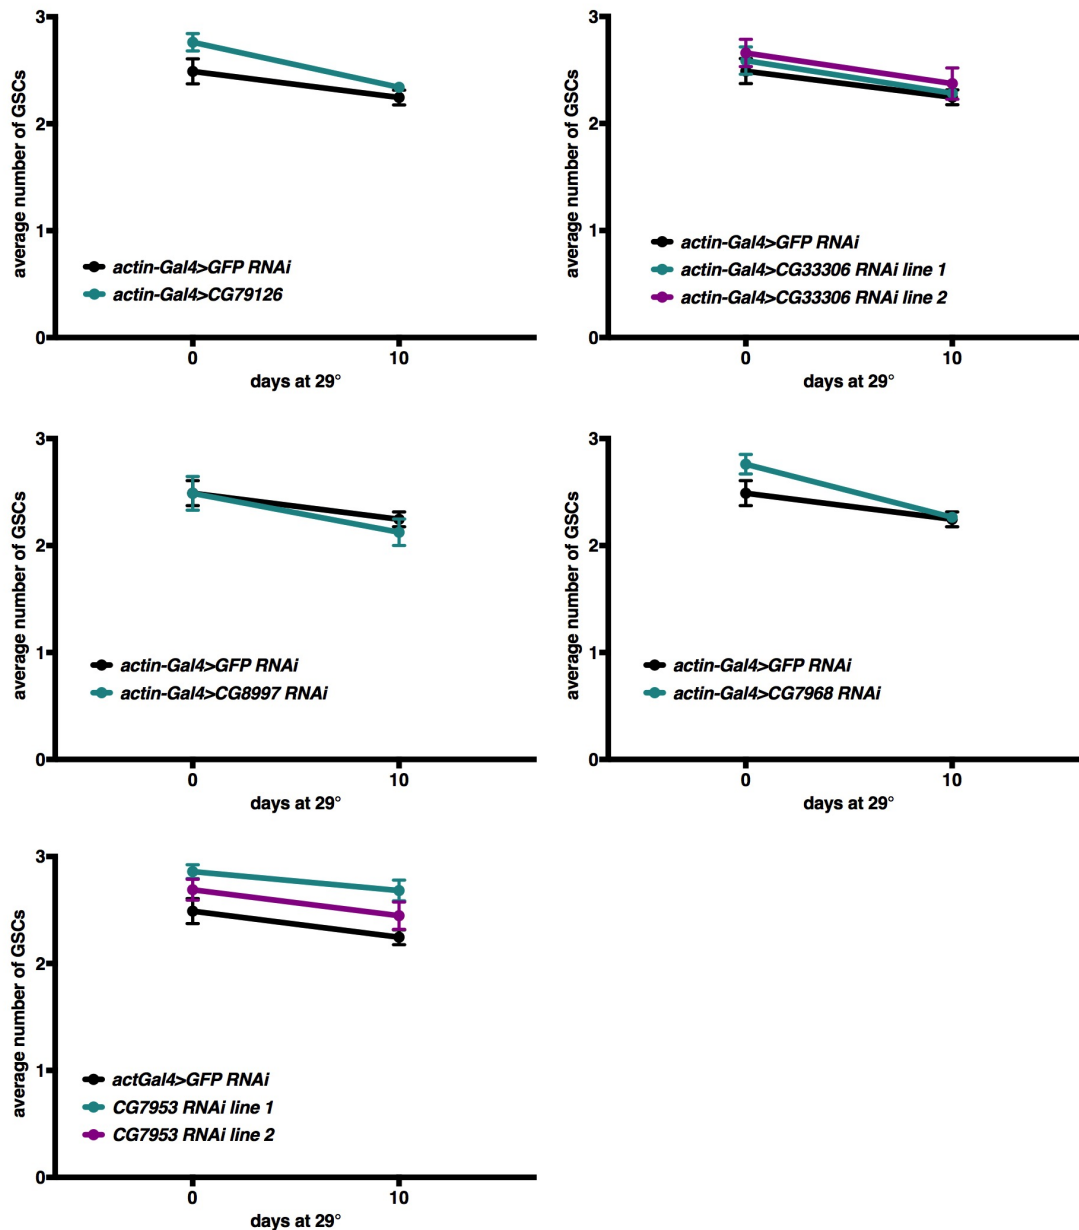 3
2
1
0
average number of GSCs
actin-Gal4>GFP RNAi
actin-Gal4>CG79126
0 10
days at 29°
3
2
1
0
average number of GSCs
actin-Gal4>GFP RNAi
actin-Gal4>CG33306 RNAi line 1
actin-Gal4>CG33306 RNAi line 2
0 10
days at 29°
3
2
1
0
average number of GSCs
actin-Gal4>GFP RNAi
actin-Gal4>CG8997 RNAi
0 10
days at 29°
3
2
1
0
average number of GSCs
actin-Gal4>GFP RNAi
actin-Gal4>CG7968 RNAi
0 10
days at 29°
3
2
1
0
average number of GSCs
actGal4>GFP RNAi
CG7953 RNAi line 1
CG7953 RNAi line 2
0 10
days at 29°